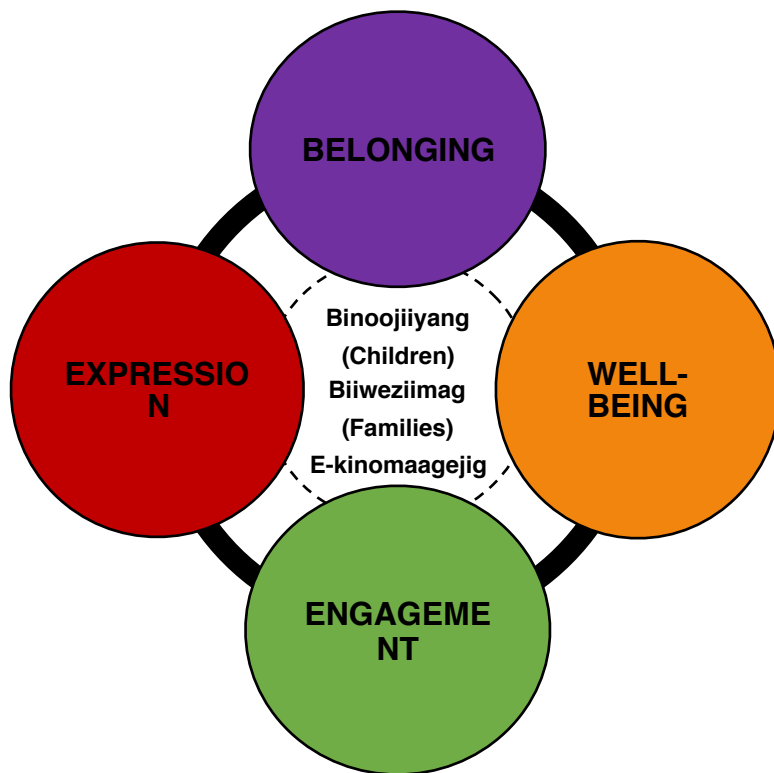 BELONGING
EXPRESSIO
N
Binoojiiyang
(Children)
Biiweziimag
(Families)
E-kinomaagejig
WELL-
BEING
ENGAGEME
NT